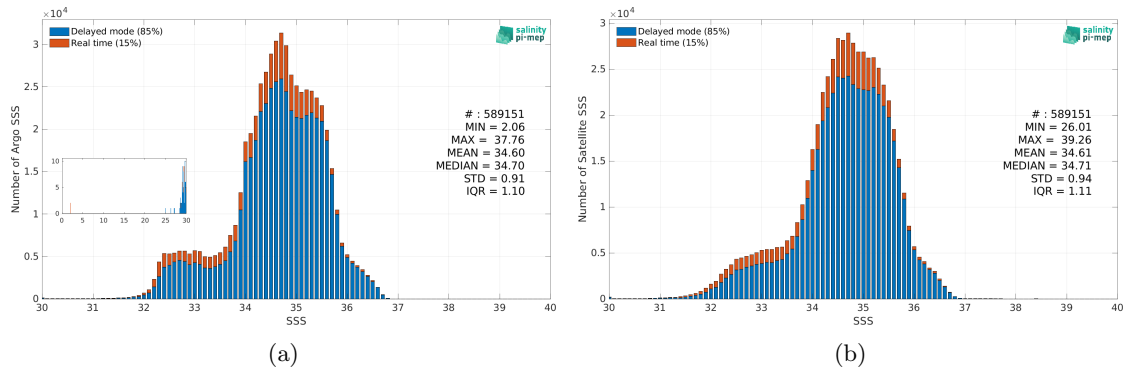 ×10⁴
Delayed mode (85%)
Real time (15%)
salinity
pi-mep
3
2.5
2
1.5
1
0.5
0
Number of Argo SSS
# : 589151
MIN = 2.06
MAX = 37.76
MEAN = 34.60
MEDIAN = 34.70
STD = 0.91
IQR = 1.10
10
5
0
0 5 10 15 20 25 30
30 31 32 33 34 35 36 37 38 39 40
SSS
(a)
×10⁴
Delayed mode (85%)
Real time (15%)
salinity
pi-mep
3
2.5
2
1.5
1
0.5
0
Number of Satellite SSS
# : 589151
MIN = 26.01
MAX = 39.26
MEAN = 34.61
MEDIAN = 34.71
STD = 0.94
IQR = 1.11
30 31 32 33 34 35 36 37 38 39 40
SSS
(b)